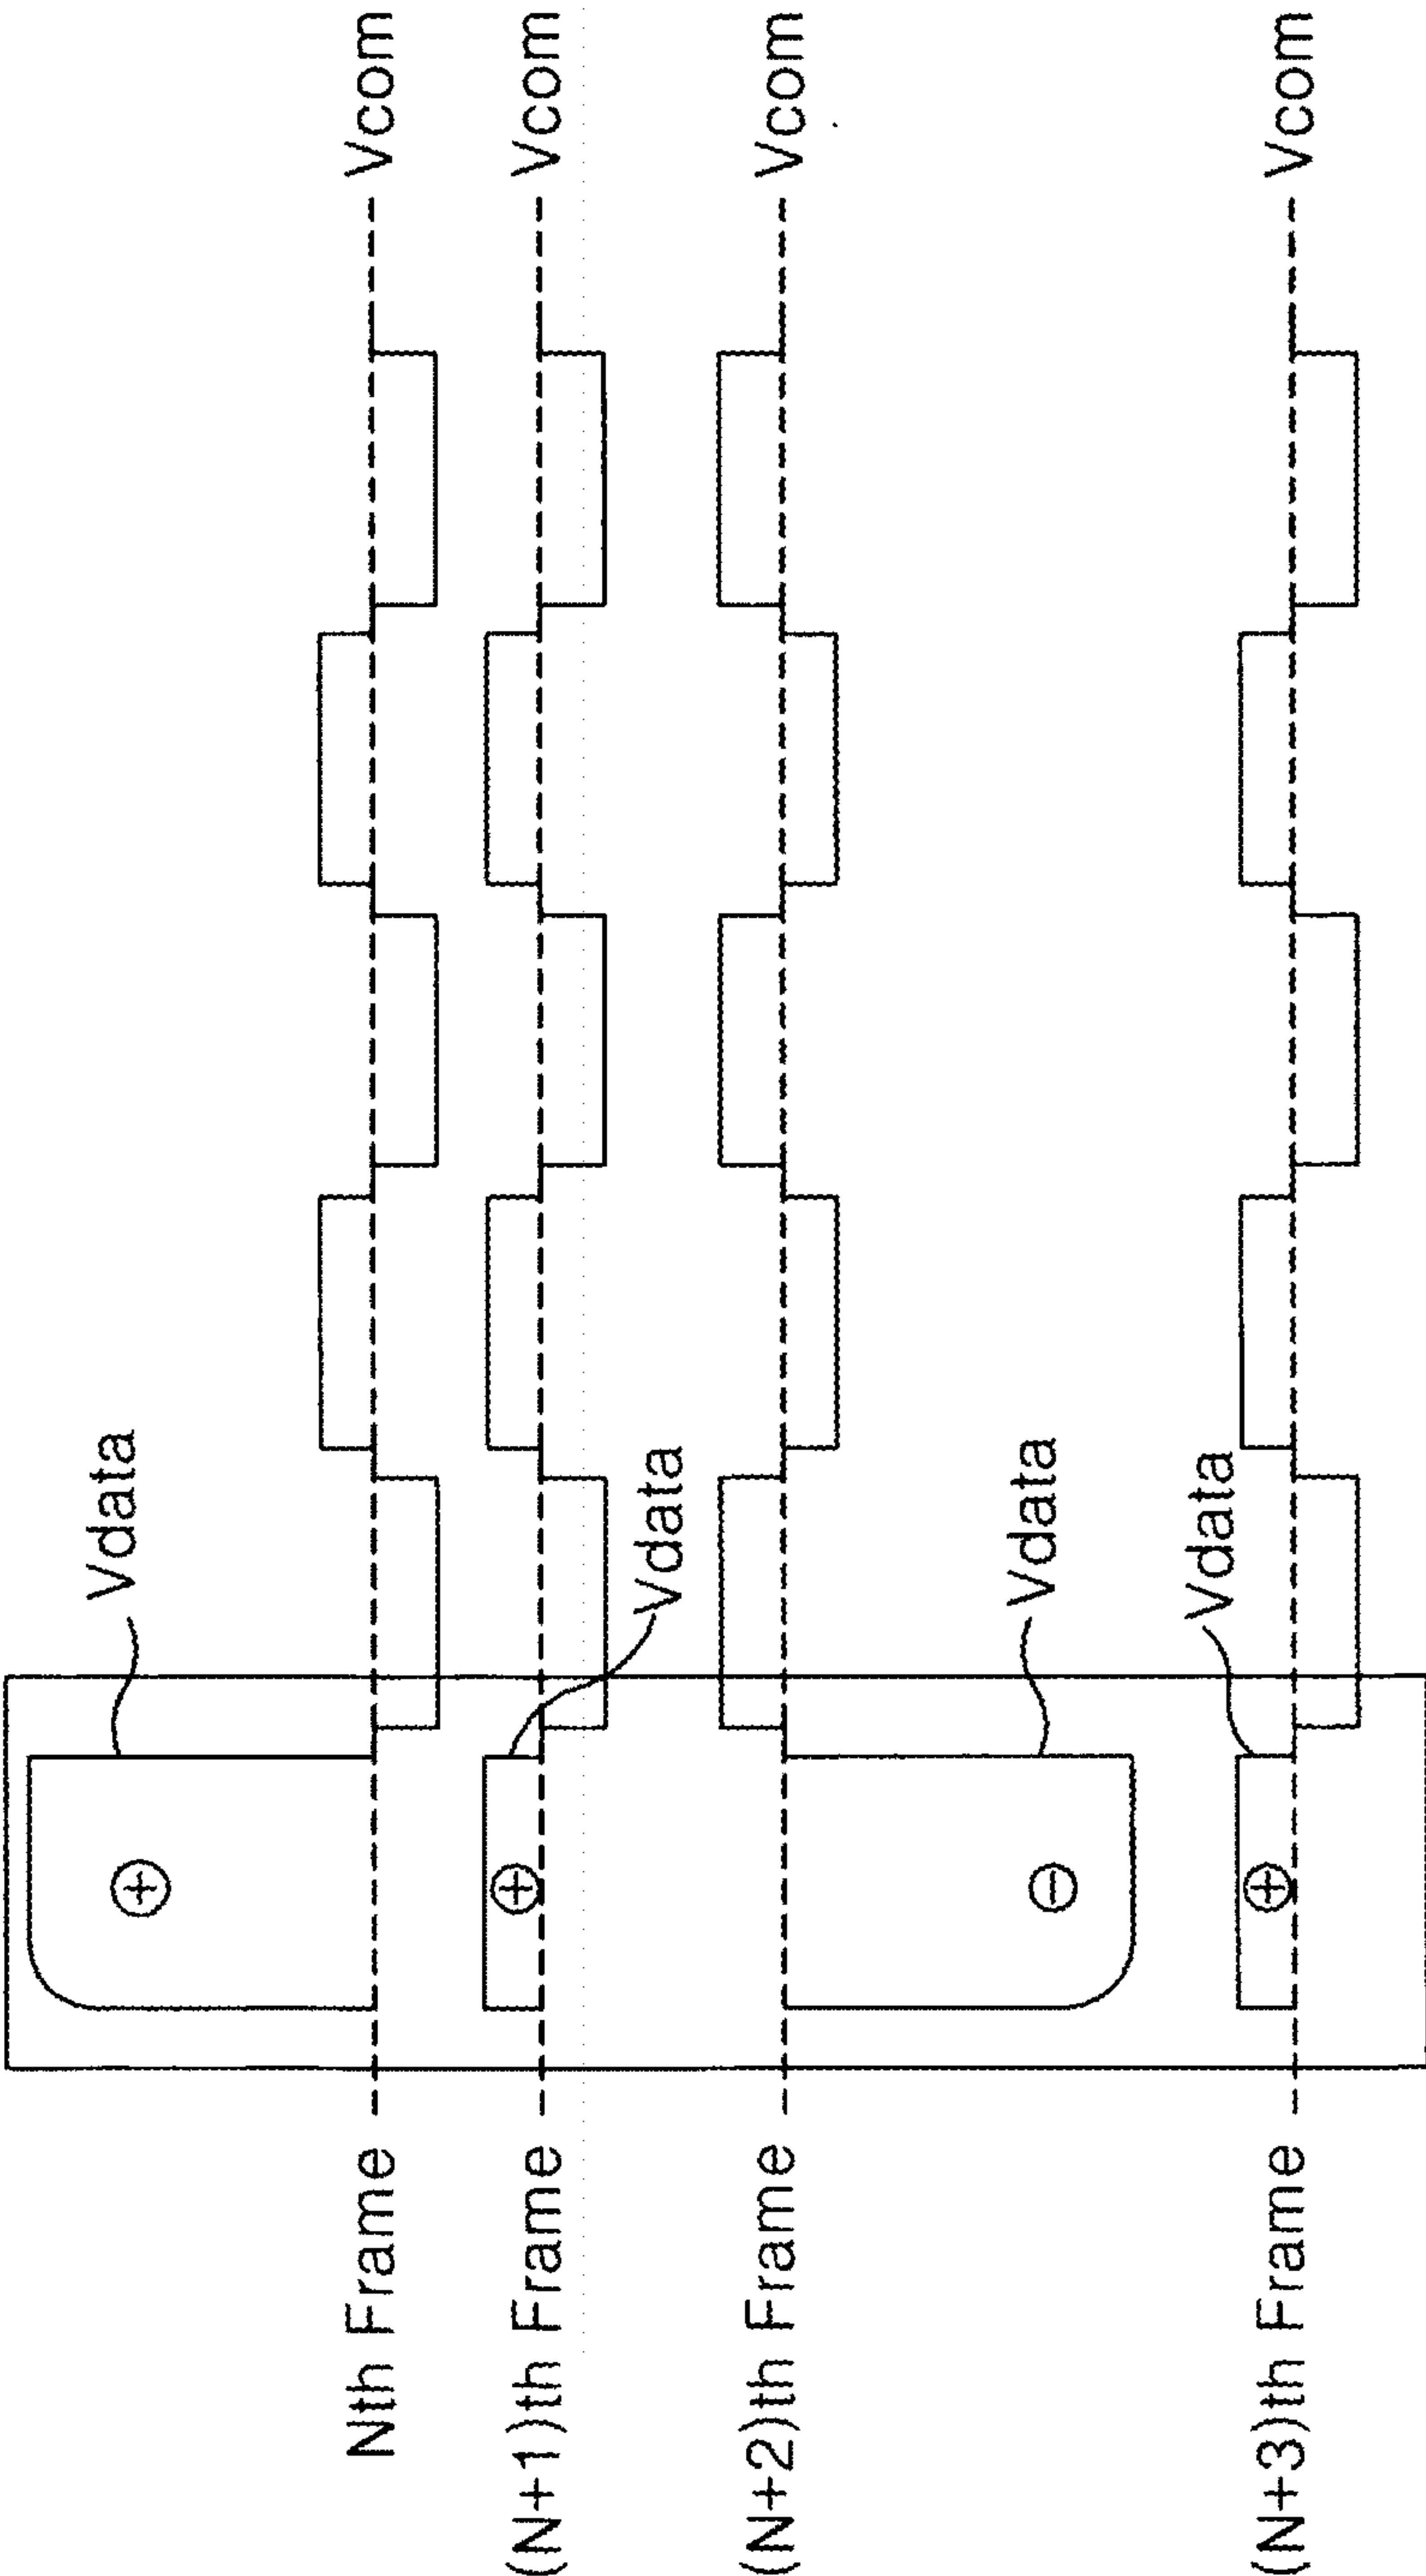 Vdata
⊕
Nth Frame
Vcom
⊕
(N+1)th Frame
Vcom
Vdata
(N+2)th Frame
Vcom
⊖
Vdata
Vdata
⊕
(N+3)th Frame
Vcom